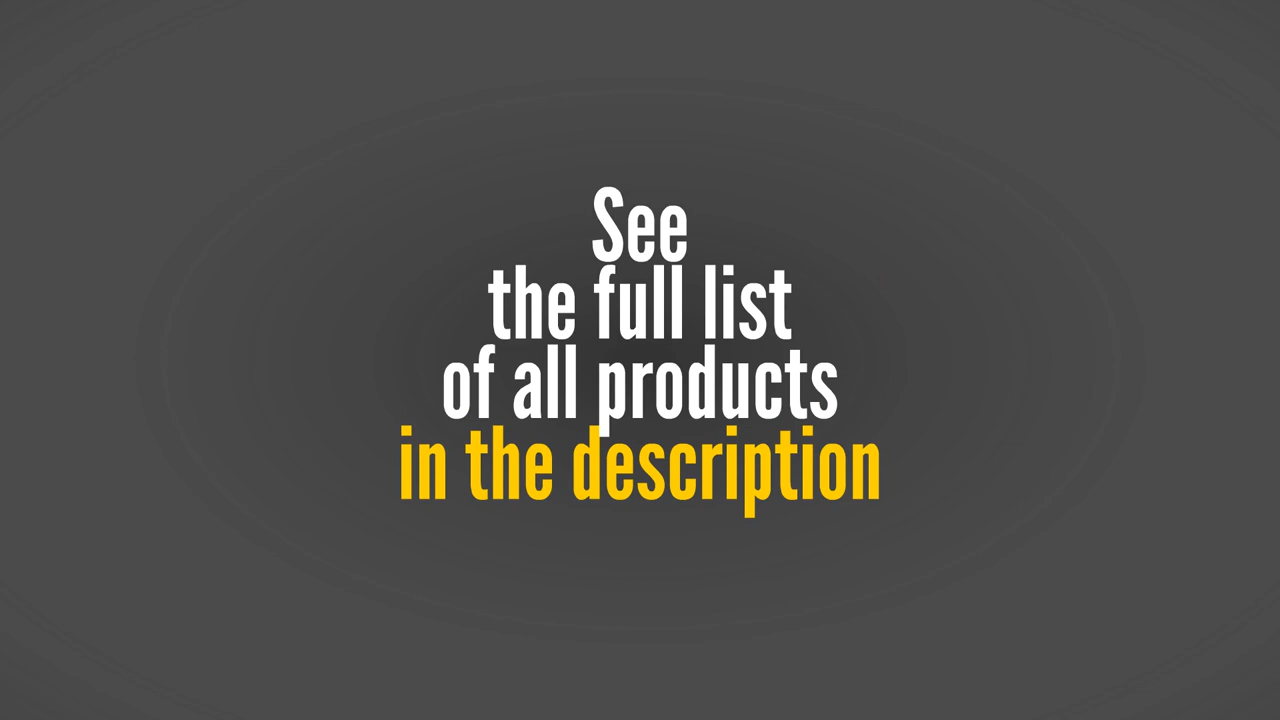 See
the full list
of all products
in the description